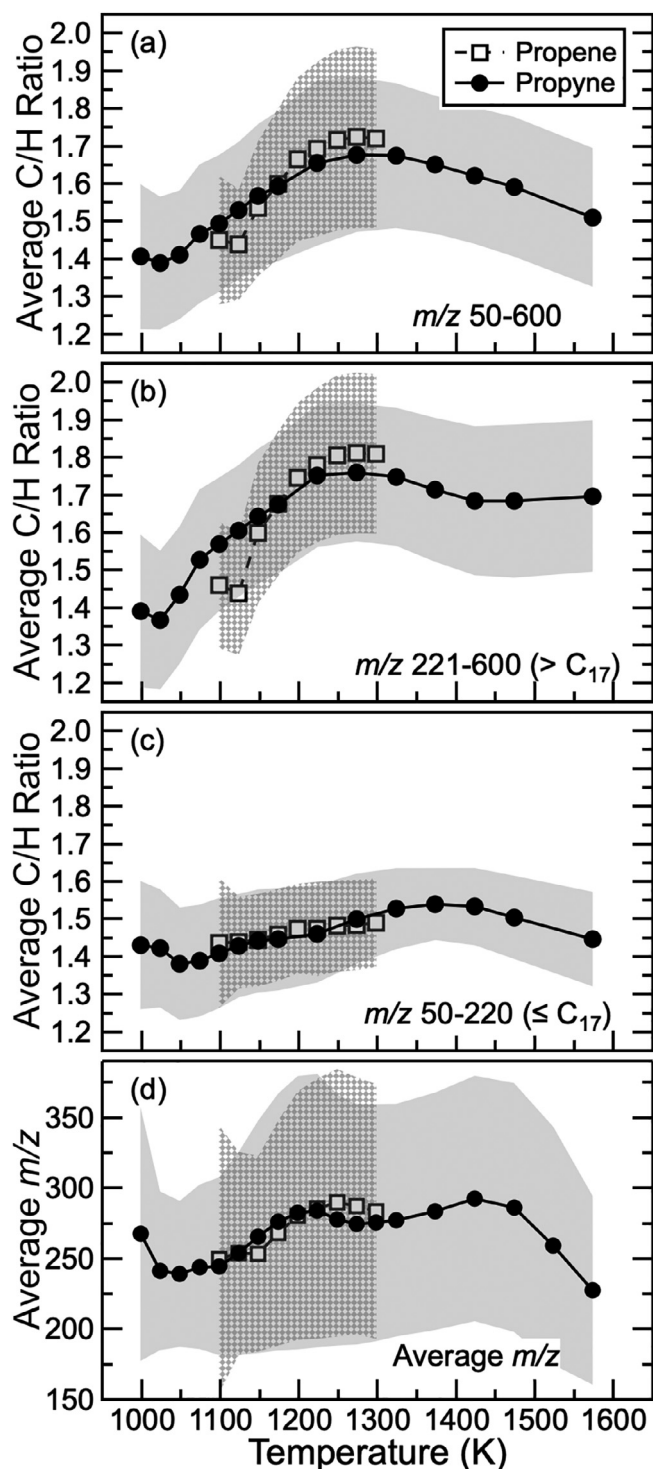 (a)
Propene
Propyne
2.0
1.9
1.8
1.7
1.6
1.5
1.4
1.3
1.2
Average C/H Ratio
m/z 50-600
(b)
2.0
1.9
1.8
1.7
1.6
1.5
1.4
1.3
1.2
Average C/H Ratio
m/z 221-600 (> C17)
(c)
2.0
1.9
1.8
1.7
1.6
1.5
1.4
1.3
1.2
Average C/H Ratio
m/z 50-220 (≤ C17)
(d)
350
300
250
200
150
Average m/z
Average m/z
1000 1100 1200 1300 1400 1500 1600
Temperature (K)